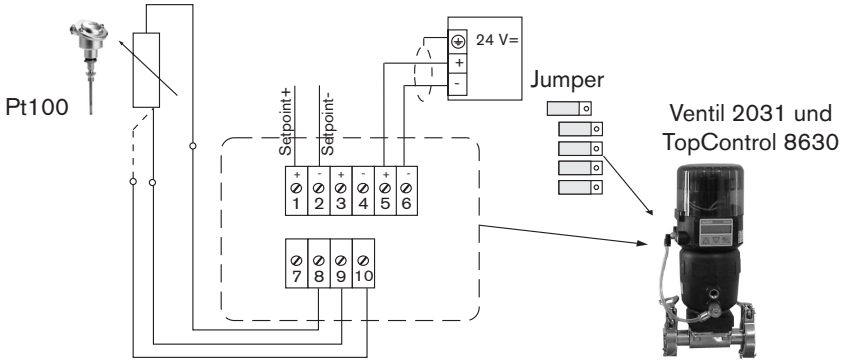 24 V=
+
-
Jumper
Pt100
Setpoint+
Setpoint-
Ventil 2031 und
TopControl 8630
+ - + - + -
1 2 3 4 5 6
7 8 9 10